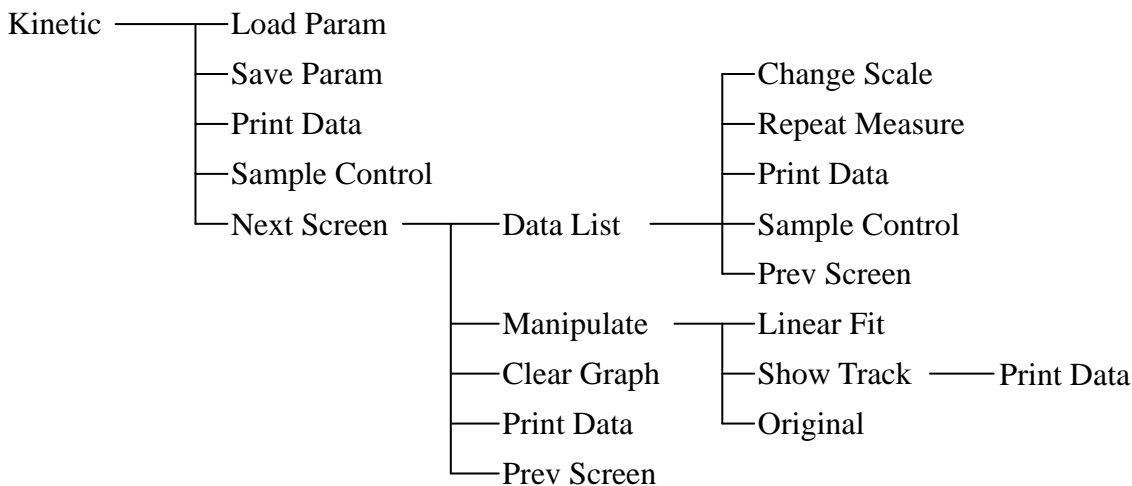 Kinetic Load Param
Save Param Change Scale
Print Data Repeat Measure
Sample Control Print Data
Next Screen Data List Sample Control
Prev Screen
Manipulate Linear Fit
Clear Graph Show Track Print Data
Print Data Original
Prev Screen